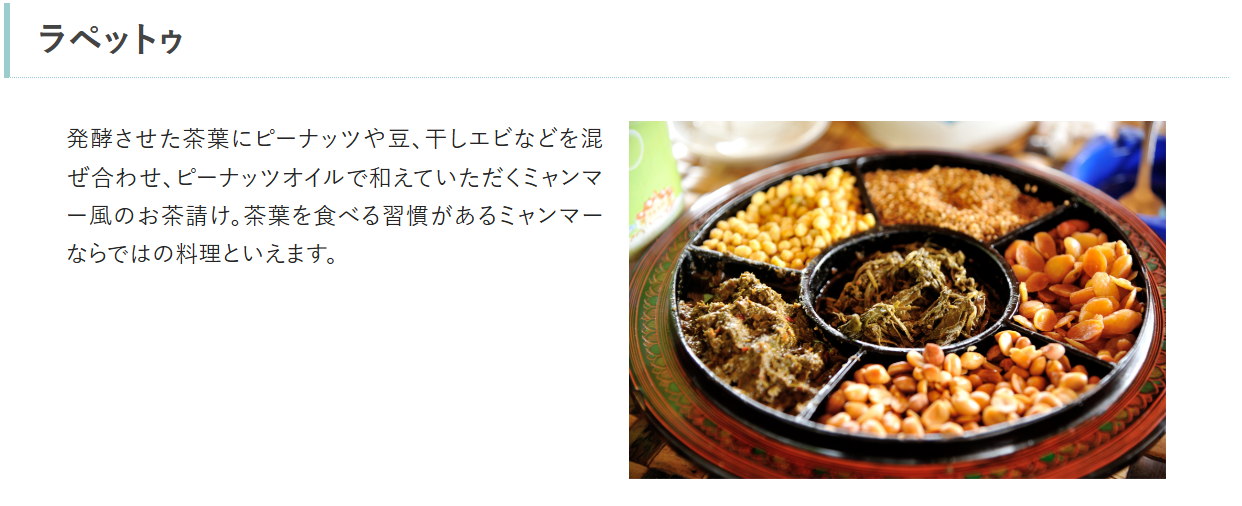 ラペットゥ
発酵させた茶葉にピーナッツや豆、干しエビなどを混
ぜ合わせ、ピーナッツオイルで和えていただくミャンマ
ー風のお茶請け。茶葉を食べる習慣があるミャンマー
ならではの料理といえます。